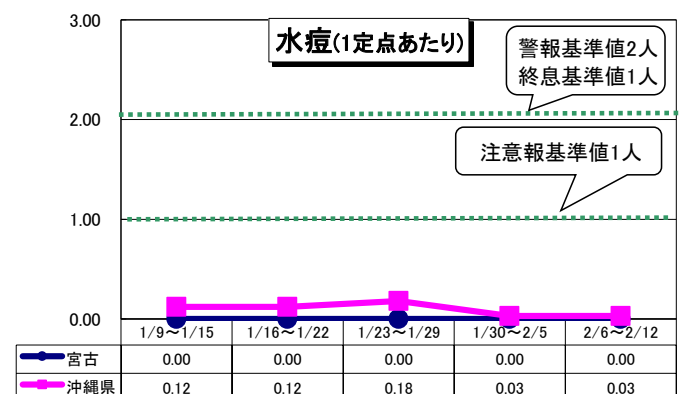 水痘(1定点あたり)
警報基準値2人
終息基準値1人
注意報基準値1人
3.00
2.00
1.00
0.00
1/9～1/15 1/16～1/22 1/23～1/29 1/30～2/5 2/6～2/12
宮古 0.00 0.00 0.00 0.00 0.00
沖縄県 0.12 0.12 0.18 0.03 0.03